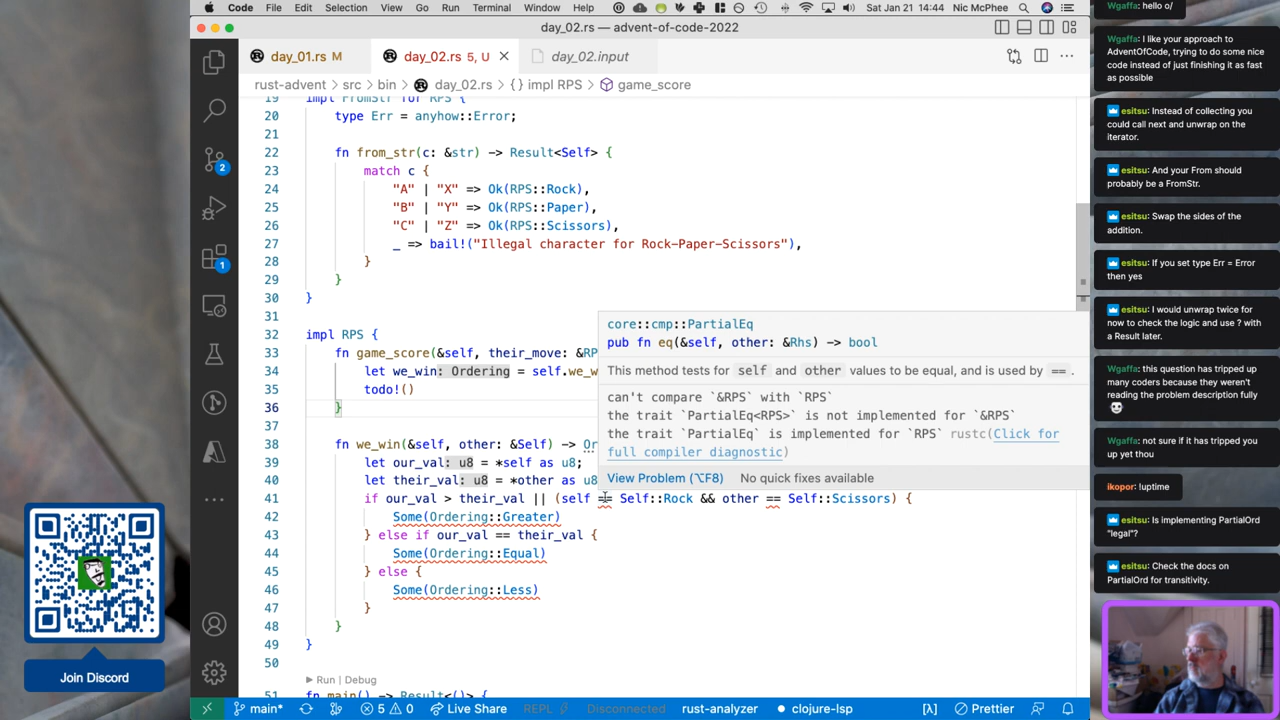 Code File Edit Selection View Go Run Terminal Window Help Sat Jan 21 14:44 Nic McPhee
day_02.rs — advent-of-code-2022
day_01.rs M
day_02.rs 5, U
day_02.input
rust-advent > src > bin > day_02.rs > {} impl RPS > game_score
19 impl FromStr for RPS {
20 type Err = anyhow::Error;
21
22 fn from_str(c: &str) -> Result<Self> {
23 match c {
24 "A" | "X" => Ok(RPS::Rock),
25 "B" | "Y" => Ok(RPS::Paper),
26 "C" | "Z" => Ok(RPS::Scissors),
27 _ => bail!("Illegal character for Rock-Paper-Scissors"),
28 }
29 }
30 }
31
32 impl RPS {
33 fn game_score(&self, their_move: &RP
34 let we_win: Ordering = self.we_w
35 todo!()
36 }
37
38 fn we_win(&self, other: &Self) -> Or
39 let our_val: u8 = *self as u8;
40 let their_val: u8 = *other as u8
41 if our_val > their_val || (self == Self::Rock && other == Self::Scissors) {
42 Some(Ordering::Greater)
43 } else if our_val == their_val {
44 Some(Ordering::Equal)
45 } else {
46 Some(Ordering::Less)
47 }
48 }
49 }
50
Run | Debug
51 fn main() -> Result<()> {
core::cmp::PartialEq
pub fn eq(&self, other: &Rhs) -> bool
This method tests for self and other values to be equal, and is used by ==.
can't compare `&RPS` with `RPS`
the trait `PartialEq<RPS>` is not implemented for `&RPS`
the trait `PartialEq` is implemented for `RPS` rustc(Click for
full compiler diagnostic)
View Problem (⌥F8) No quick fixes available
2
1
main* 5 0 Live Share REPL Disconnected rust-analyzer clojure-lsp [λ] Prettier
Join Discord
Wgaffa: hello o/
Wgaffa: I like your approach to
AdventOfCode, trying to do some nice
code instead of just finishing it as fast
as possible
esitsu: Instead of collecting you
could call next and unwrap on the
iterator.
esitsu: And your From should
probably be a FromStr.
esitsu: Swap the sides of the
addition.
esitsu: If you set type Err = Error
then yes
esitsu: I would unwrap twice for
now to check the logic and use ? with
a Result later.
Wgaffa: this question has tripped up
many coders because they weren't
reading the problem description fully
Wgaffa: not sure if it has tripped you
up yet thou
ikopor: !uptime
esitsu: Is implementing PartialOrd
"legal"?
esitsu: Check the docs on
PartialOrd for transitivity.